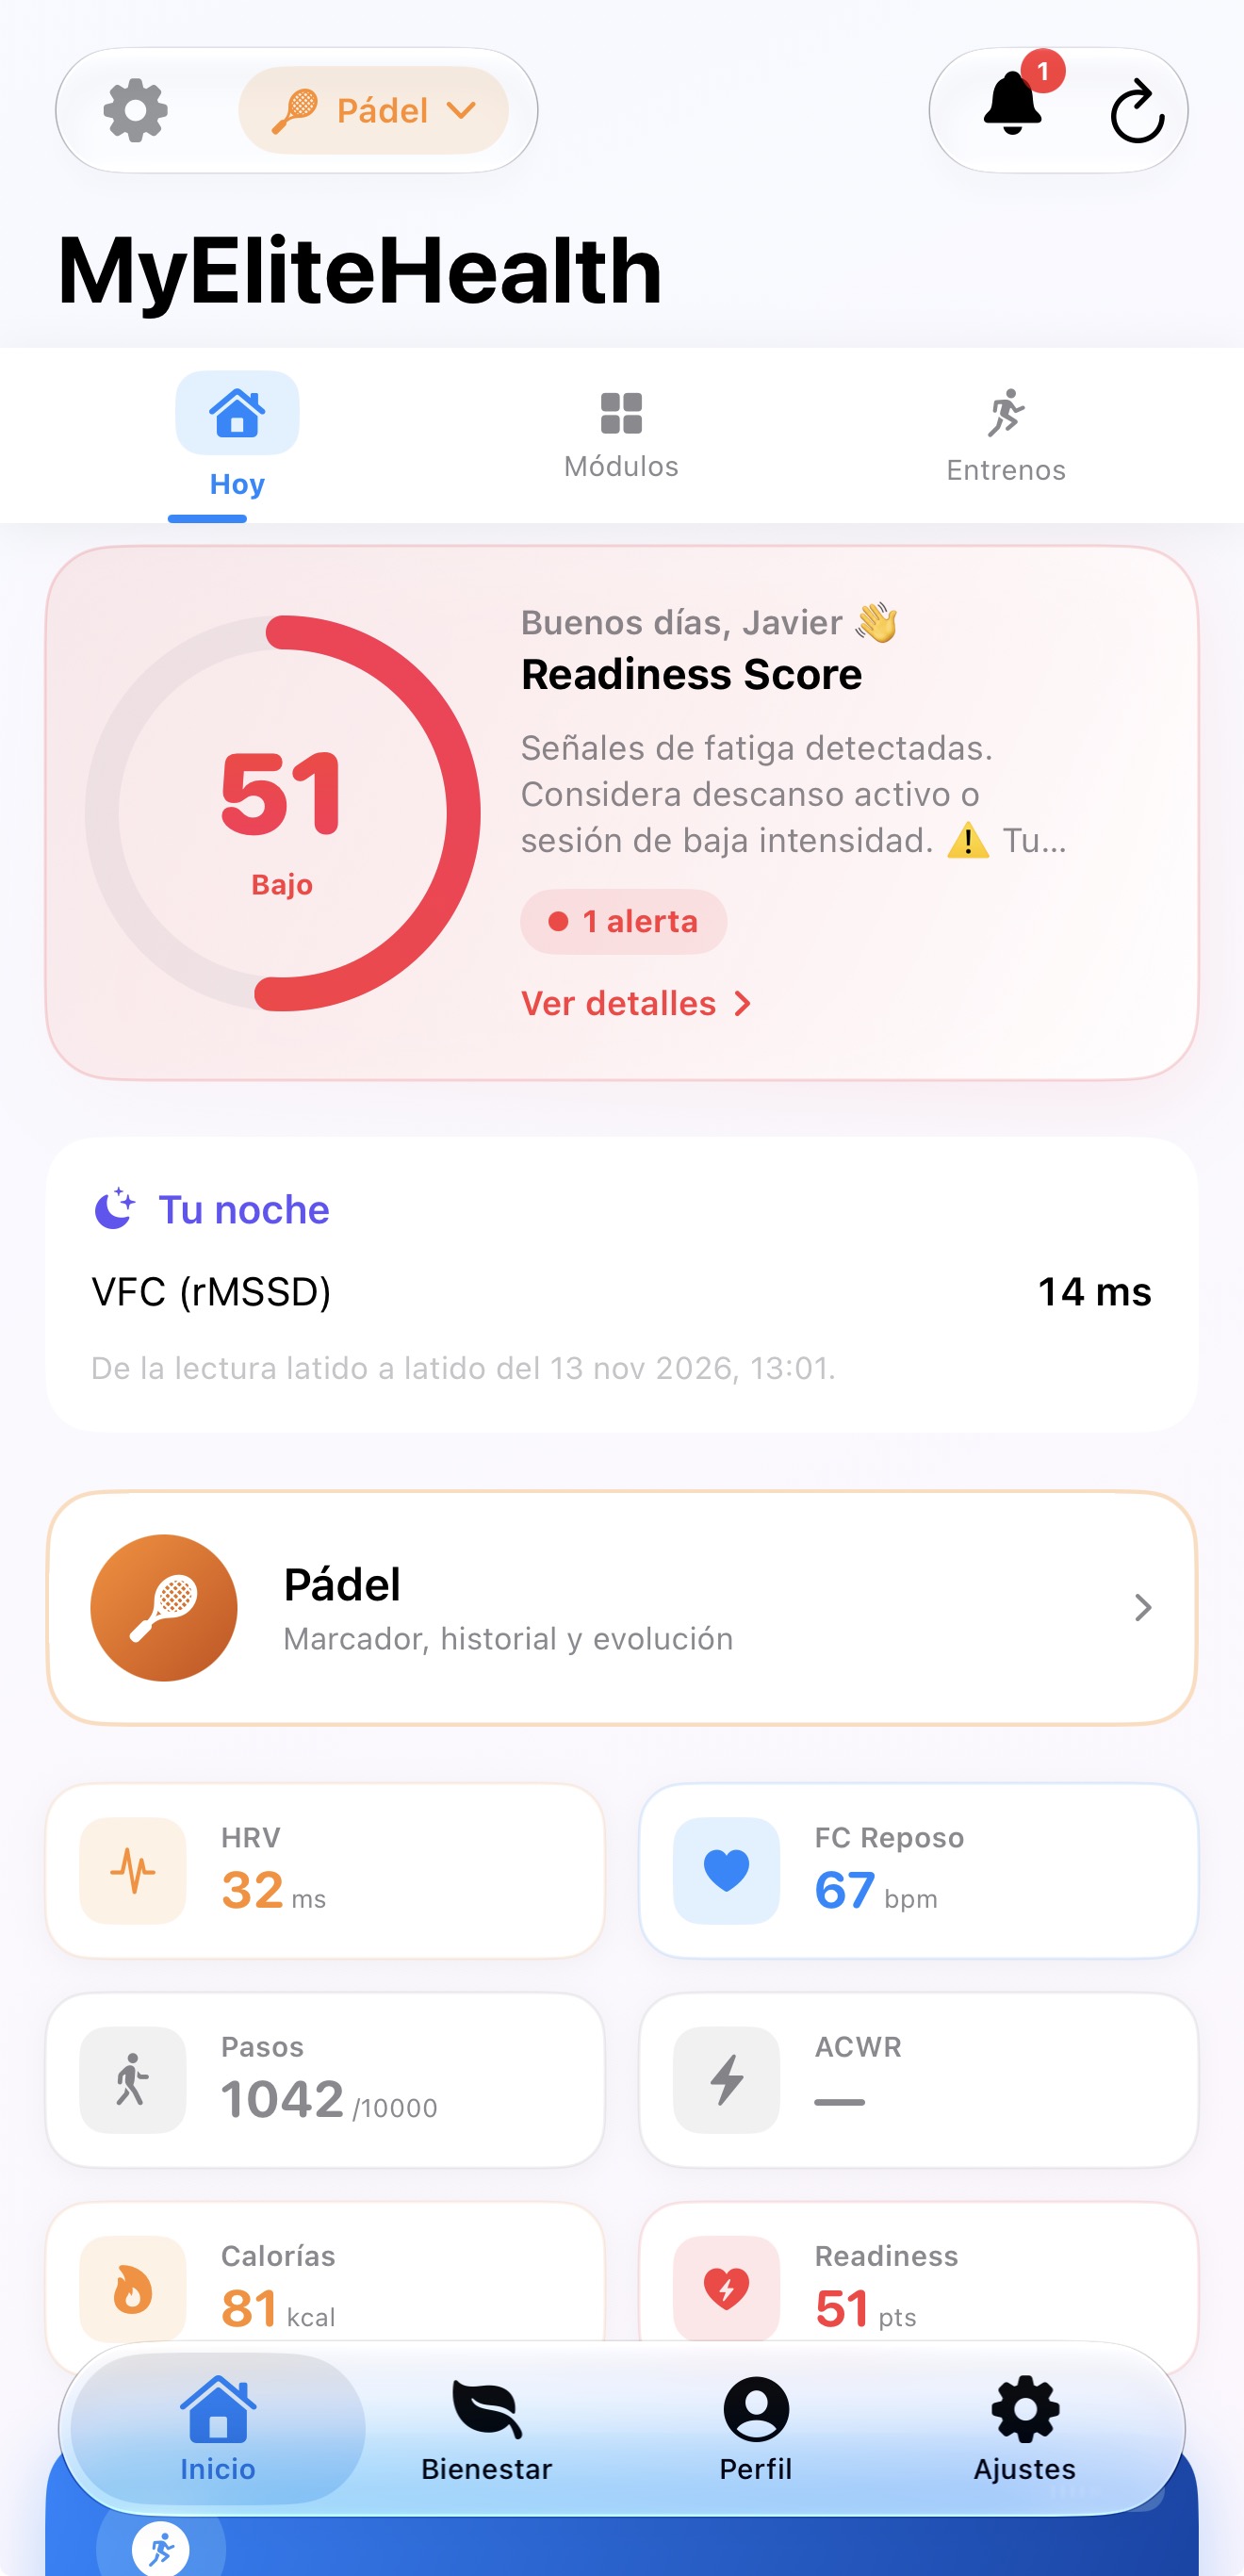 Pádel
1
MyEliteHealth
Hoy
Módulos
Entrenos
Buenos días, Javier 👋
Readiness Score
51
Bajo
Señales de fatiga detectadas.
Considera descanso activo o
sesión de baja intensidad. ⚠️ Tu...
1 alerta
Ver detalles
Tu noche
VFC (rMSSD)
14 ms
De la lectura latido a latido del 13 nov 2026, 13:01.
Pádel
Marcador, historial y evolución
HRV
32 ms
FC Reposo
67 bpm
Pasos
1042 /10000
ACWR
—
Calorías
81 kcal
Readiness
51 pts
Inicio
Bienestar
Perfil
Ajustes